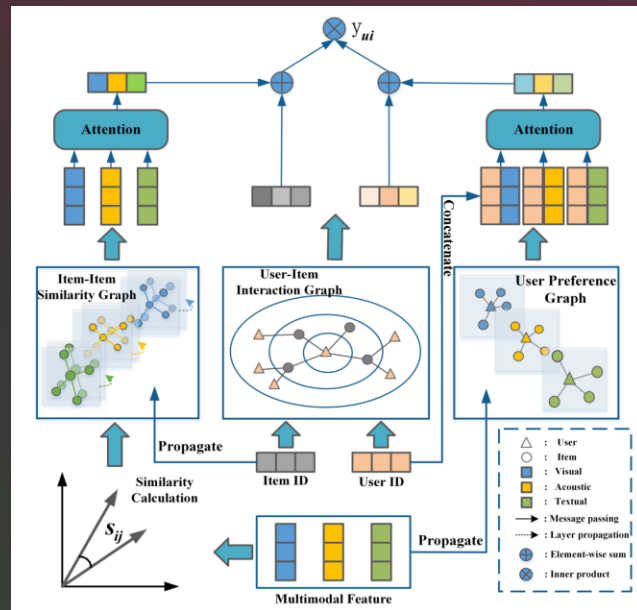 y_ui
Attention
Attention
Concatenate
Item-Item
Similarity Graph
User-Item
Interaction Graph
User Preference
Graph
Propagate
Item ID
User ID
Similarity
Calculation
S_ij
Propagate
Multimodal Feature
: User
: Item
: Visual
: Acoustic
: Textual
: Message passing
: Layer propagation
: Element-wise sum
: Inner product